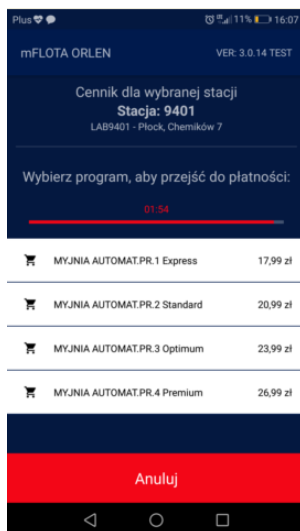 Plus 11% 16:07
mFLOTA ORLEN VER: 3.0.14 TEST
Cennik dla wybranej stacji
Stacja: 9401
LAB9401 - Płock, Chemików 7
Wybierz program, aby przejść do płatności:
01:54
MYJNIA AUTOMAT.PR.1 Express 17,99 zł
MYJNIA AUTOMAT.PR.2 Standard 20,99 zł
MYJNIA AUTOMAT.PR.3 Optimum 23,99 zł
MYJNIA AUTOMAT.PR.4 Premium 26,99 zł
Anuluj